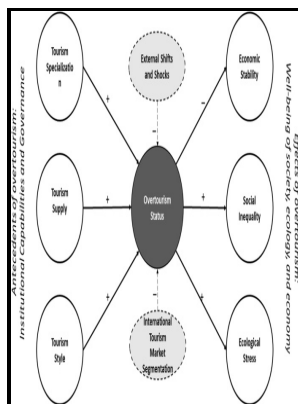 Antecedents of overtourism:
Institutional Capabilities and Governance
Tourism
Specializatio
n
+
Tourism
Supply
+
Tourism
Style
+
External Shifts
and Shocks
–
Overtourism
Status
–
International
Tourism
Market
Segmentation
–
Economic
Stability
+
Social
Inequality
+
Ecological
Stress
Effects of overtourism:
Well-being of society, ecology, and economy